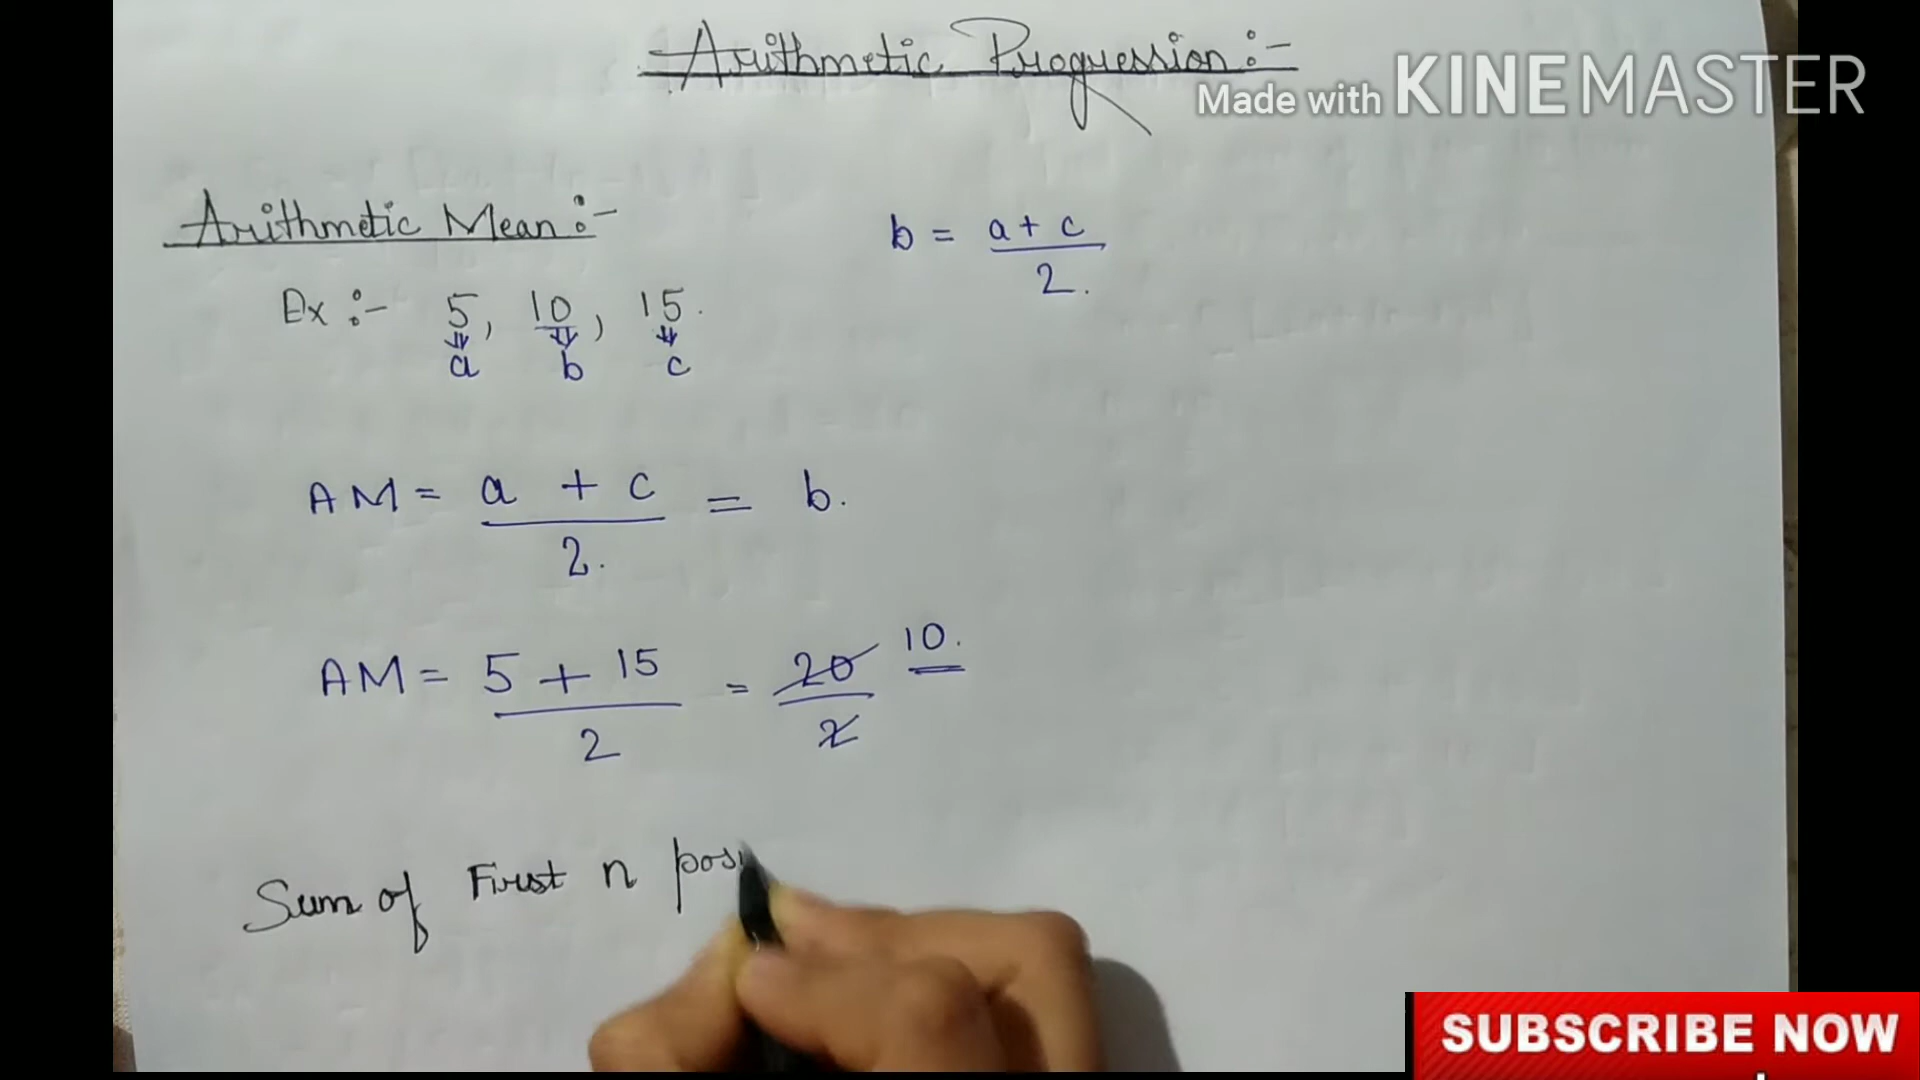 Arithmetic Progression:-
Made with KINEMASTER
Arithmetic Mean:-
b = a + c
2.
Ex :- 5, 10, 15.
a b c
AM = a + c = b.
2.
AM = 5 + 15 = 20 10.
2 2
Sum of First n posi
SUBSCRIBE NOW